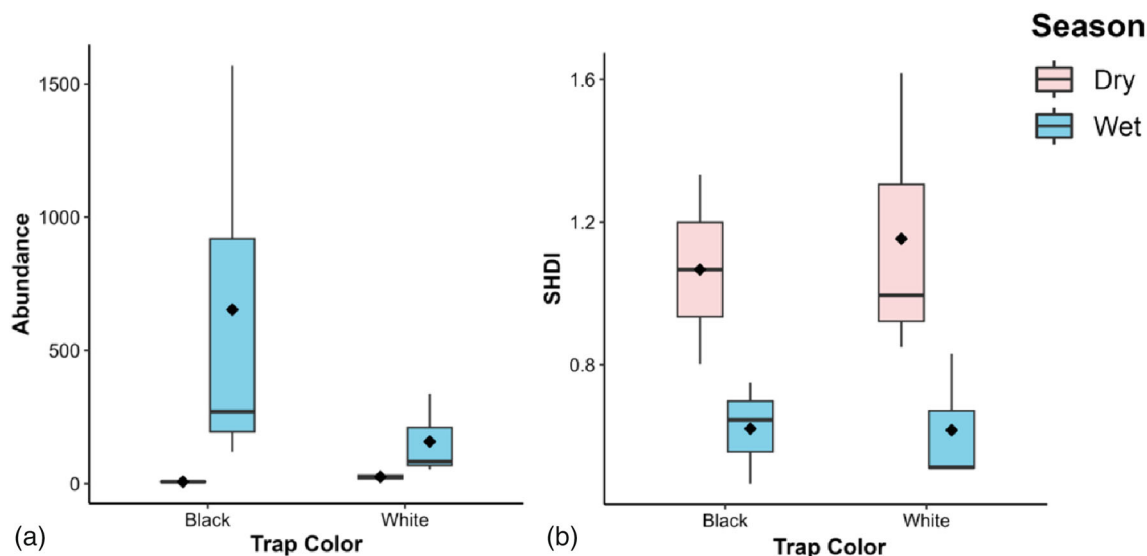 Season
Dry
Wet
Abundance
1500
1000
500
0
Black White
Trap Color
(a)
SHDI
1.6
1.2
0.8
Black White
Trap Color
(b)